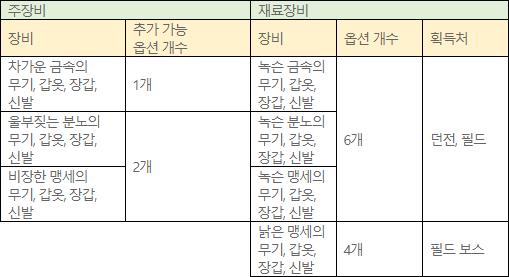 주장비
재료장비
장비
추가 가능
옵션 개수
장비
옵션 개수
획득처
차가운 금속의
무기, 갑옷, 장갑,
신발
1개
녹슨 금속의
무기, 갑옷,
장갑, 신발
6개
던전, 필드
울부짖는 분노의
무기, 갑옷, 장갑,
신발
2개
녹슨 분노의
무기, 갑옷,
장갑, 신발
비장한 맹세의
무기, 갑옷, 장갑,
신발
녹슨 맹세의
무기, 갑옷,
장갑, 신발
낡은 맹세의
무기, 갑옷,
장갑, 신발
4개
필드 보스